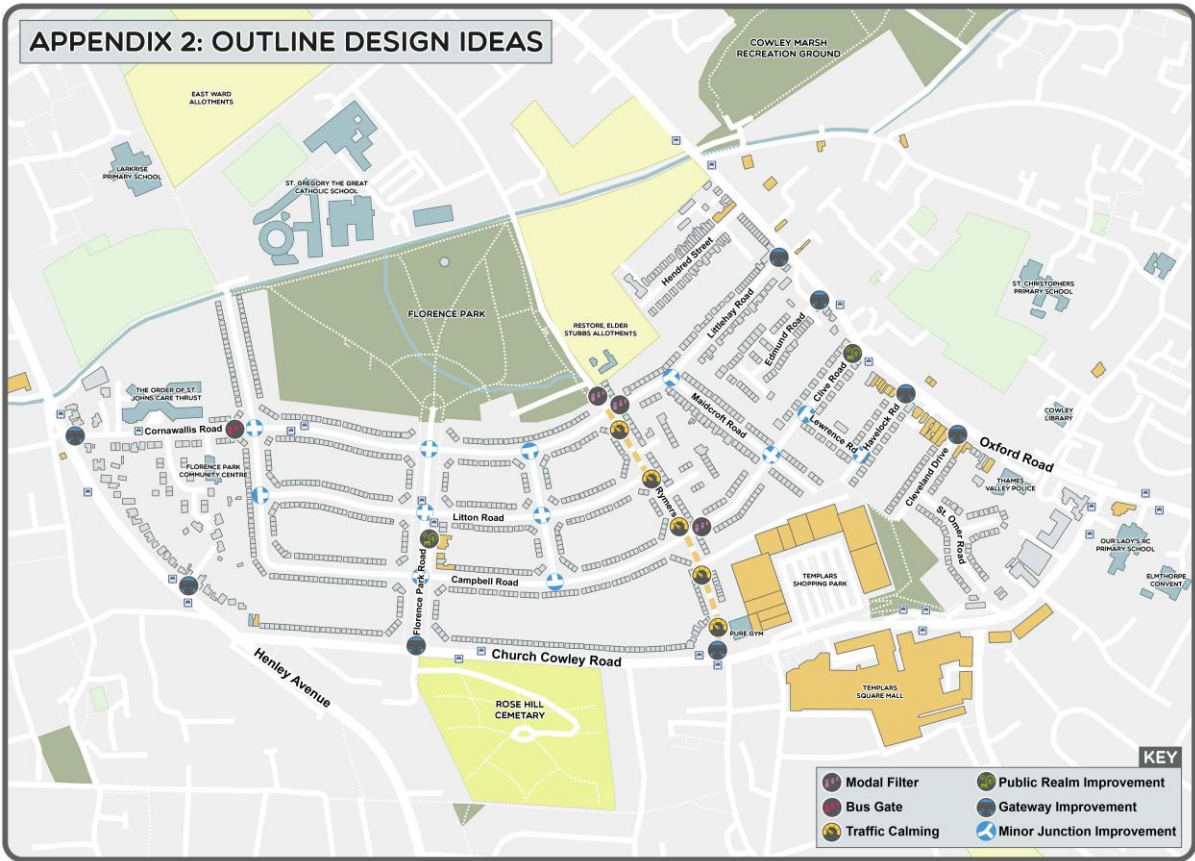 APPENDIX 2: OUTLINE DESIGN IDEAS
COWLEY MARSH
RECREATION GROUND
EAST WARD
ALLOTMENTS
LARKRISE
PRIMARY SCHOOL
ST. GREGORY THE GREAT
CATHOLIC SCHOOL
Hendred Street
ST. CHRISTOPHERS
PRIMARY SCHOOL
FLORENCE PARK
RESTORE, ELDER
STUBBS ALLOTMENTS
Littlehay Road
Edmund Road
THE ORDER OF ST.
JOHNS CARE THRUST
Clive Road
Maidcroft Road
Cornawallis Road
Lewrence Rd
Havelock Rd
COWLEY
LIBRARY
Oxford Road
Cleveland Drive
FLORENCE PARK
COMMUNITY CENTRE
THAMES
VALLEY POLICE
Rymers
Litton Road
St. Omer Road
OUR LADY'S RC
PRIMARY SCHOOL
Florence Park Road
Campbell Road
TEMPLARS
SHOPPING PARK
ELMTHORPE
CONVENT
PURE GYM
Church Cowley Road
Henley Avenue
TEMPLARS
SQUARE MALL
ROSE HILL
CEMETARY
KEY
Modal Filter
Public Realm Improvement
Bus Gate
Gateway Improvement
Traffic Calming
Minor Junction Improvement